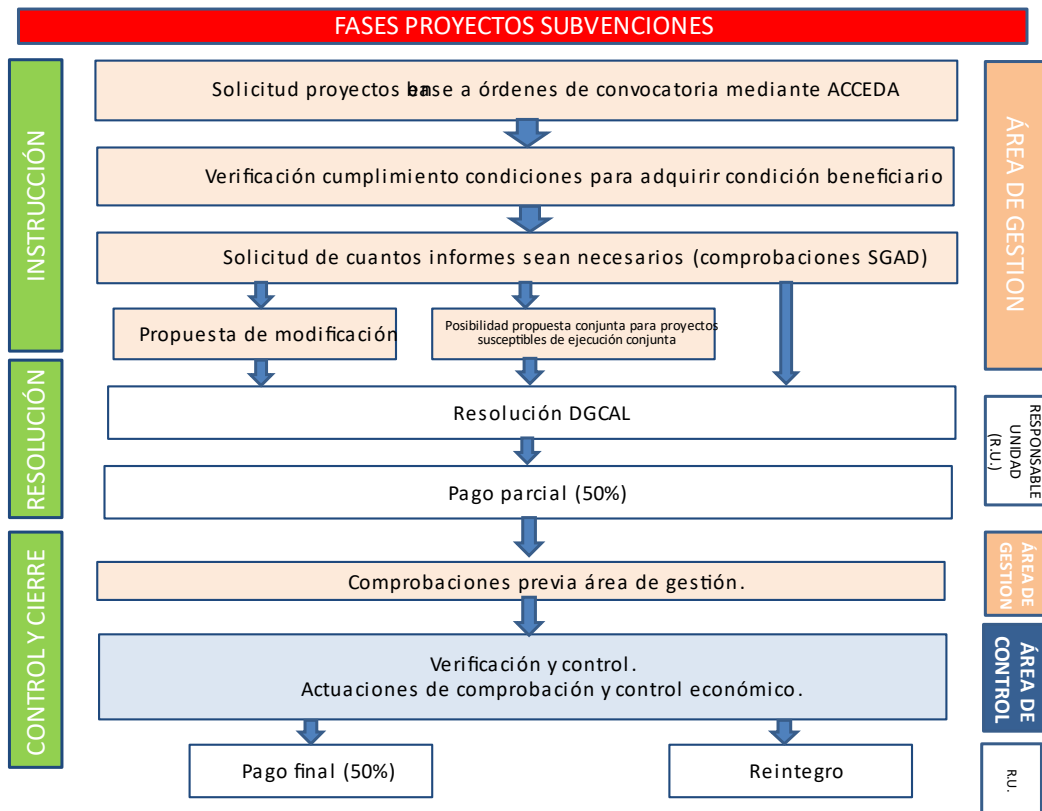 FASES PROYECTOS SUBVENCIONES
INSTRUCCIÓN
Solicitud proyectos en base a órdenes de convocatoria mediante ACCEDA
ÁREA DE GESTION
Verificación cumplimiento condiciones para adquirir condición beneficiario
Solicitud de cuantos informes sean necesarios (comprobaciones SGAD)
Propuesta de modificación
Posibilidad propuesta conjunta para proyectos
susceptibles de ejecución conjunta
RESOLUCIÓN
Resolución DGCAL
RESPONSABLE
UNIDAD
(R.U.)
Pago parcial (50%)
CONTROL Y CIERRE
Comprobaciones previa área de gestión.
ÁREA DE
GESTION
Verificación y control.
Actuaciones de comprobación y control económico.
ÁREA DE
CONTROL
Pago final (50%)
Reintegro
R.U.